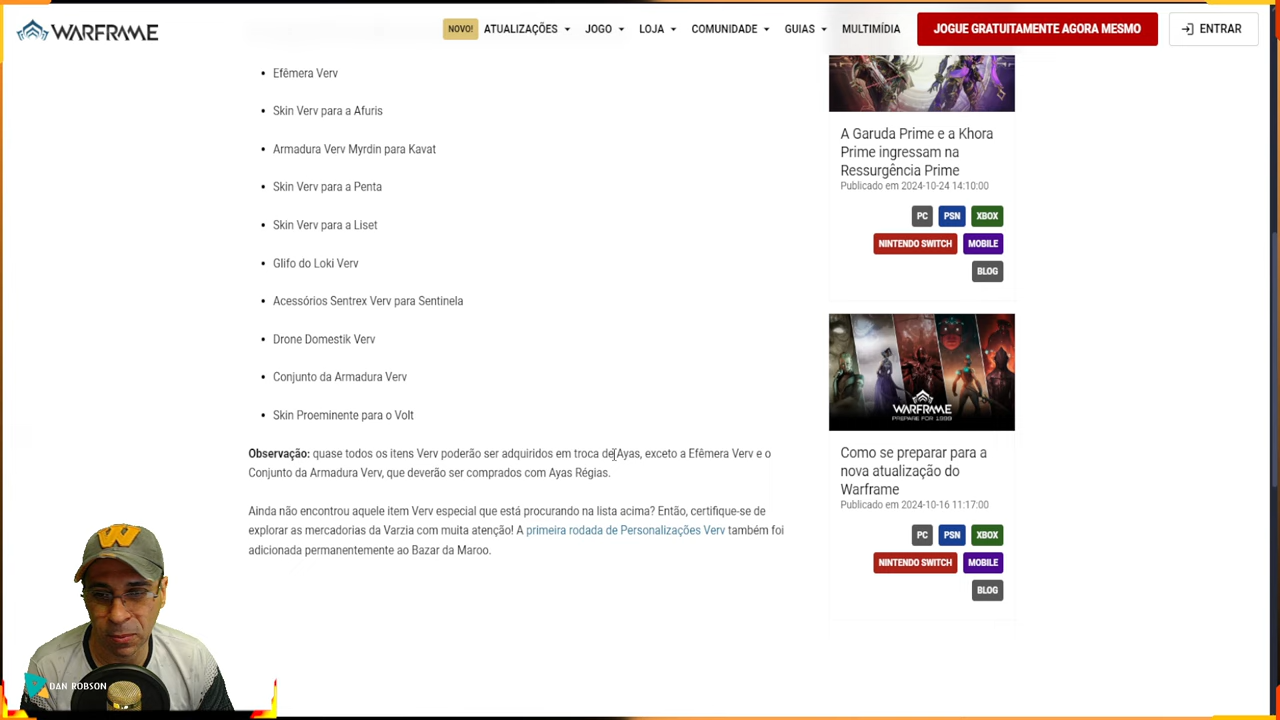 WARFRAME
NOVO! ATUALIZAÇÕES JOGO LOJA COMUNIDADE GUIAS MULTIMÍDIA JOGUE GRATUITAMENTE AGORA MESMO ENTRAR
Efêmera Verv
Skin Verv para a Afuris
Armadura Verv Myrdin para Kavat
Skin Verv para a Penta
Skin Verv para a Liset
Glifo do Loki Verv
Acessórios Sentrex Verv para Sentinela
Drone Domestik Verv
Conjunto da Armadura Verv
Skin Proeminente para o Volt
Observação: quase todos os itens Verv poderão ser adquiridos em troca de Ayas, exceto a Efêmera Verv e o
Conjunto da Armadura Verv, que deverão ser comprados com Ayas Régias.
Ainda não encontrou aquele item Verv especial que está procurando na lista acima? Então, certifique-se de
explorar as mercadorias da Varzia com muita atenção! A primeira rodada de Personalizações Verv também foi
adicionada permanentemente ao Bazar da Maroo.
A Garuda Prime e a Khora
Prime ingressam na
Ressurgência Prime
Publicado em 2024-10-24 14:10:00
PC PSN XBOX
NINTENDO SWITCH MOBILE
BLOG
WARFRAME
PREPARE FOR 1999
Como se preparar para a
nova atualização do
Warframe
Publicado em 2024-10-16 11:17:00
PC PSN XBOX
NINTENDO SWITCH MOBILE
BLOG
DAN ROBSON